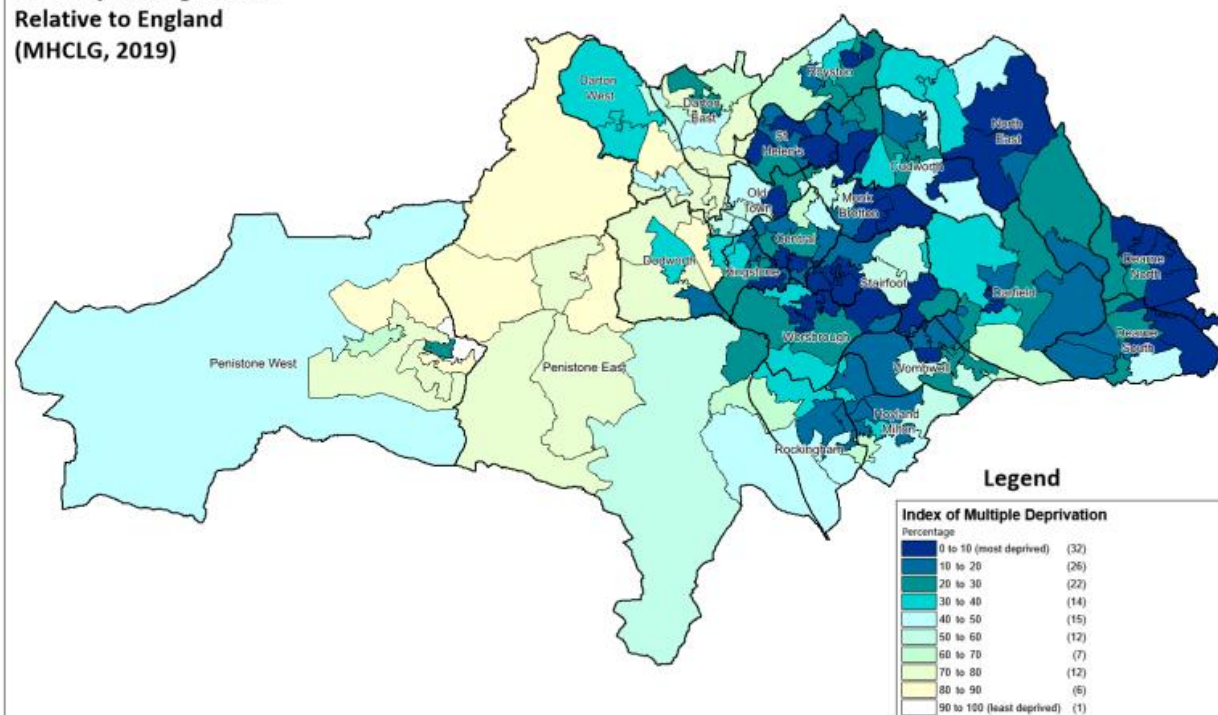 Relative to England
(MHCLG, 2019)
Royston
Darton
West
Darton
East
North
East
St
Helen's
Cudworth
Old
Town
Monk
Bretton
Central
Dodworth
Kingstone
Stairfoot
Dearne
North
Darfield
Worsbrough
Dearne
South
Penistone West
Penistone East
Wombwell
Hoyland
Milton
Rockingham
Legend
Index of Multiple Deprivation
Percentage
0 to 10 (most deprived) (32)
10 to 20 (26)
20 to 30 (22)
30 to 40 (14)
40 to 50 (15)
50 to 60 (12)
60 to 70 (7)
70 to 80 (12)
80 to 90 (6)
90 to 100 (least deprived) (1)